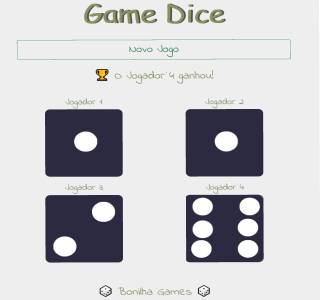 Game Dice
Novo Jogo
O Jogador 4 ganhou!
Jogador 1
Jogador 2
Jogador 3
Jogador 4
Bonilha Games